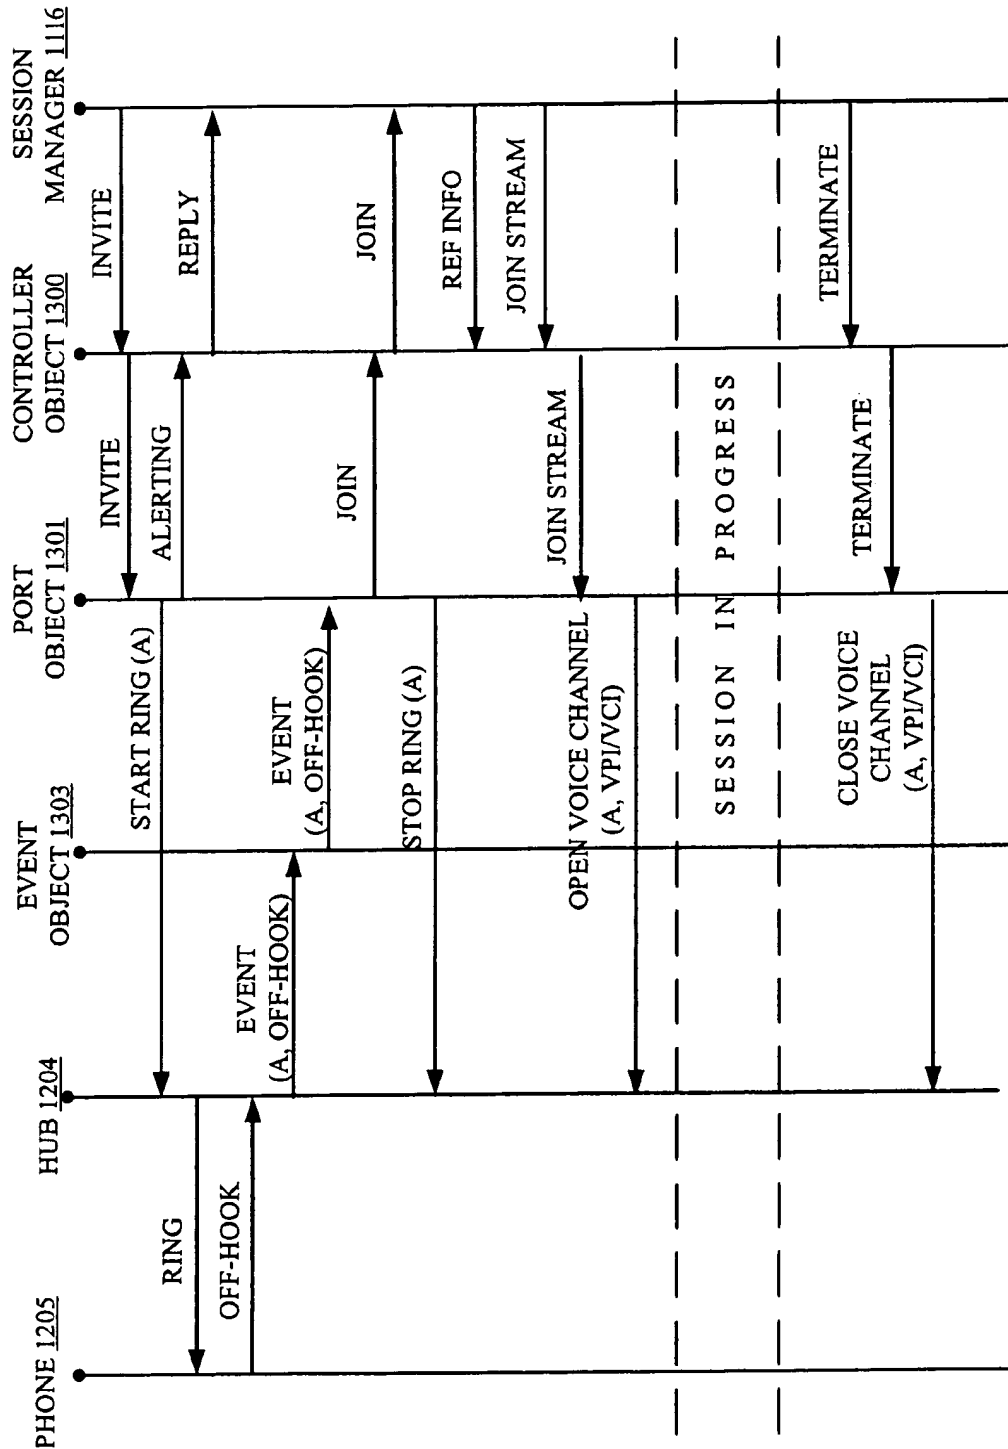 PHONE 1205
HUB 1204
EVENT
OBJECT 1303
PORT
OBJECT 1301
CONTROLLER
OBJECT 1300
SESSION
MANAGER 1116
INVITE
INVITE
START RING (A)
ALERTING
RING
REPLY
OFF-HOOK
EVENT
(A, OFF-HOOK)
EVENT
(A, OFF-HOOK)
JOIN
JOIN
STOP RING (A)
REF INFO
JOIN STREAM
JOIN STREAM
OPEN VOICE CHANNEL
(A, VPI/VCI)
SESSION IN PROGRESS
TERMINATE
TERMINATE
CLOSE VOICE
CHANNEL
(A, VPI/VCI)